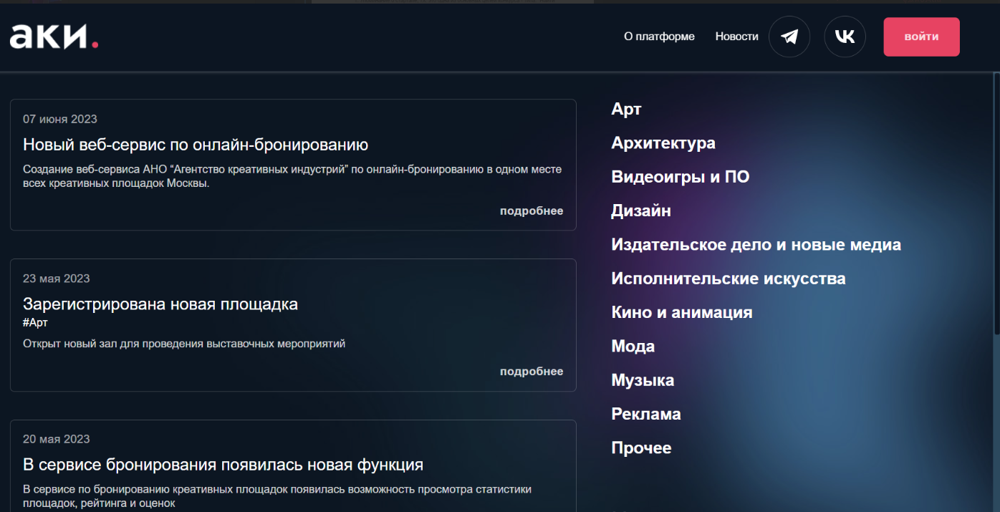 аки.
О платформе
Новости
войти
07 июня 2023
Новый веб-сервис по онлайн-бронированию
Создание веб-сервиса АНО “Агентство креативных индустрий” по онлайн-бронированию в одном месте
всех креативных площадок Москвы.
подробнее
23 мая 2023
Зарегистрирована новая площадка
#Арт
Открыт новый зал для проведения выставочных мероприятий
подробнее
20 мая 2023
В сервисе бронирования появилась новая функция
В сервисе по бронированию креативных площадок появилась возможность просмотра статистики
площадок, рейтинга и оценок
Арт
Архитектура
Видеоигры и ПО
Дизайн
Издательское дело и новые медиа
Исполнительские искусства
Кино и анимация
Мода
Музыка
Реклама
Прочее